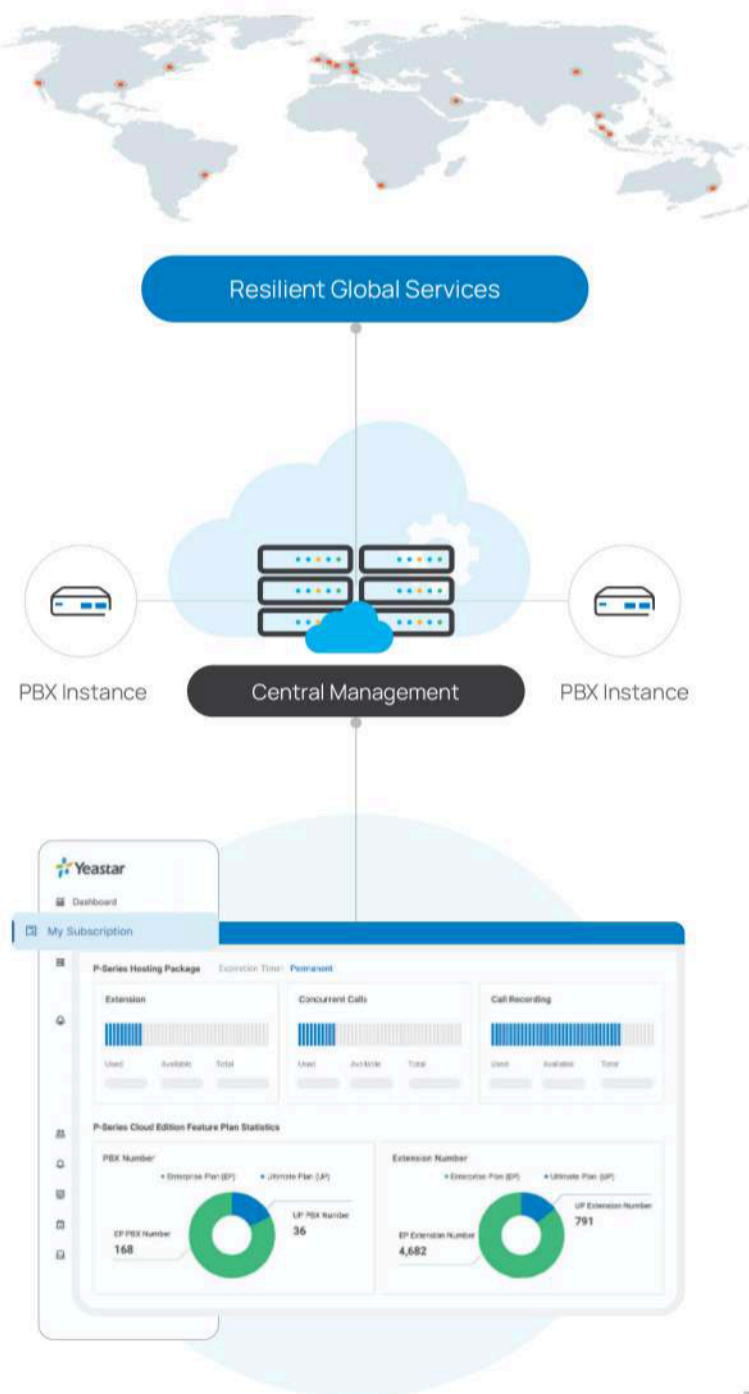 Resilient Global Services
PBX Instance
Central Management
PBX Instance
Yeastar
Dashboard
My Subscription
P-Series Hosting Package Expiration Time: Permanent
Extension
Used Available Total
Concurrent Calls
Used Available Total
Call Recording
Used Available Total
P-Series Cloud Edition Feature Plan Statistics
PBX Number
Enterprise Plan (EP) Ultimate Plan (UP)
UP PBX Number
36
EP PBX Number
168
Extension Number
Enterprise Plan (EP) Ultimate Plan (UP)
UP Extension Number
791
EP Extension Number
4,682